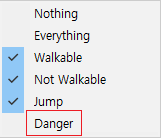 Nothing
Everything
Walkable
Not Walkable
Jump
Danger